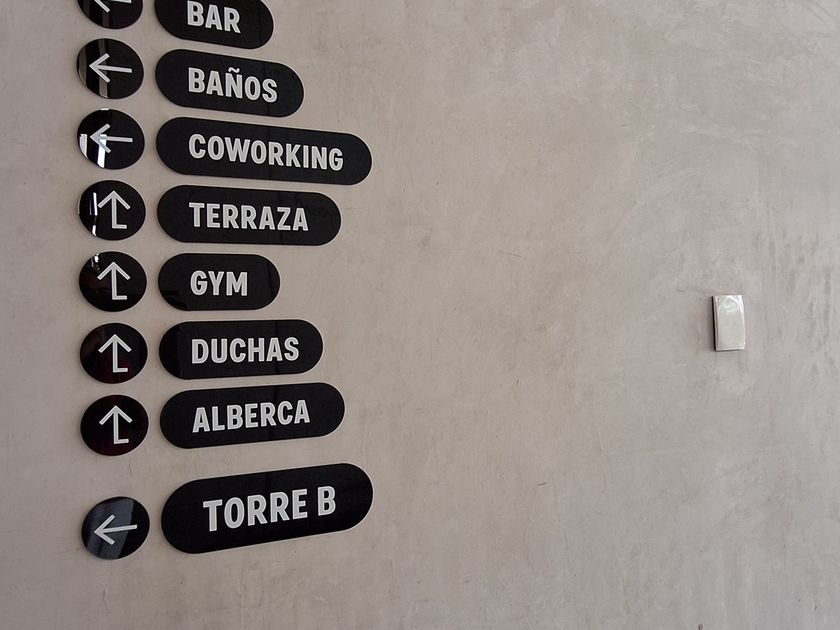 BAR
BAÑOS
COWORKING
TERRAZA
GYM
DUCHAS
ALBERCA
TORRE B